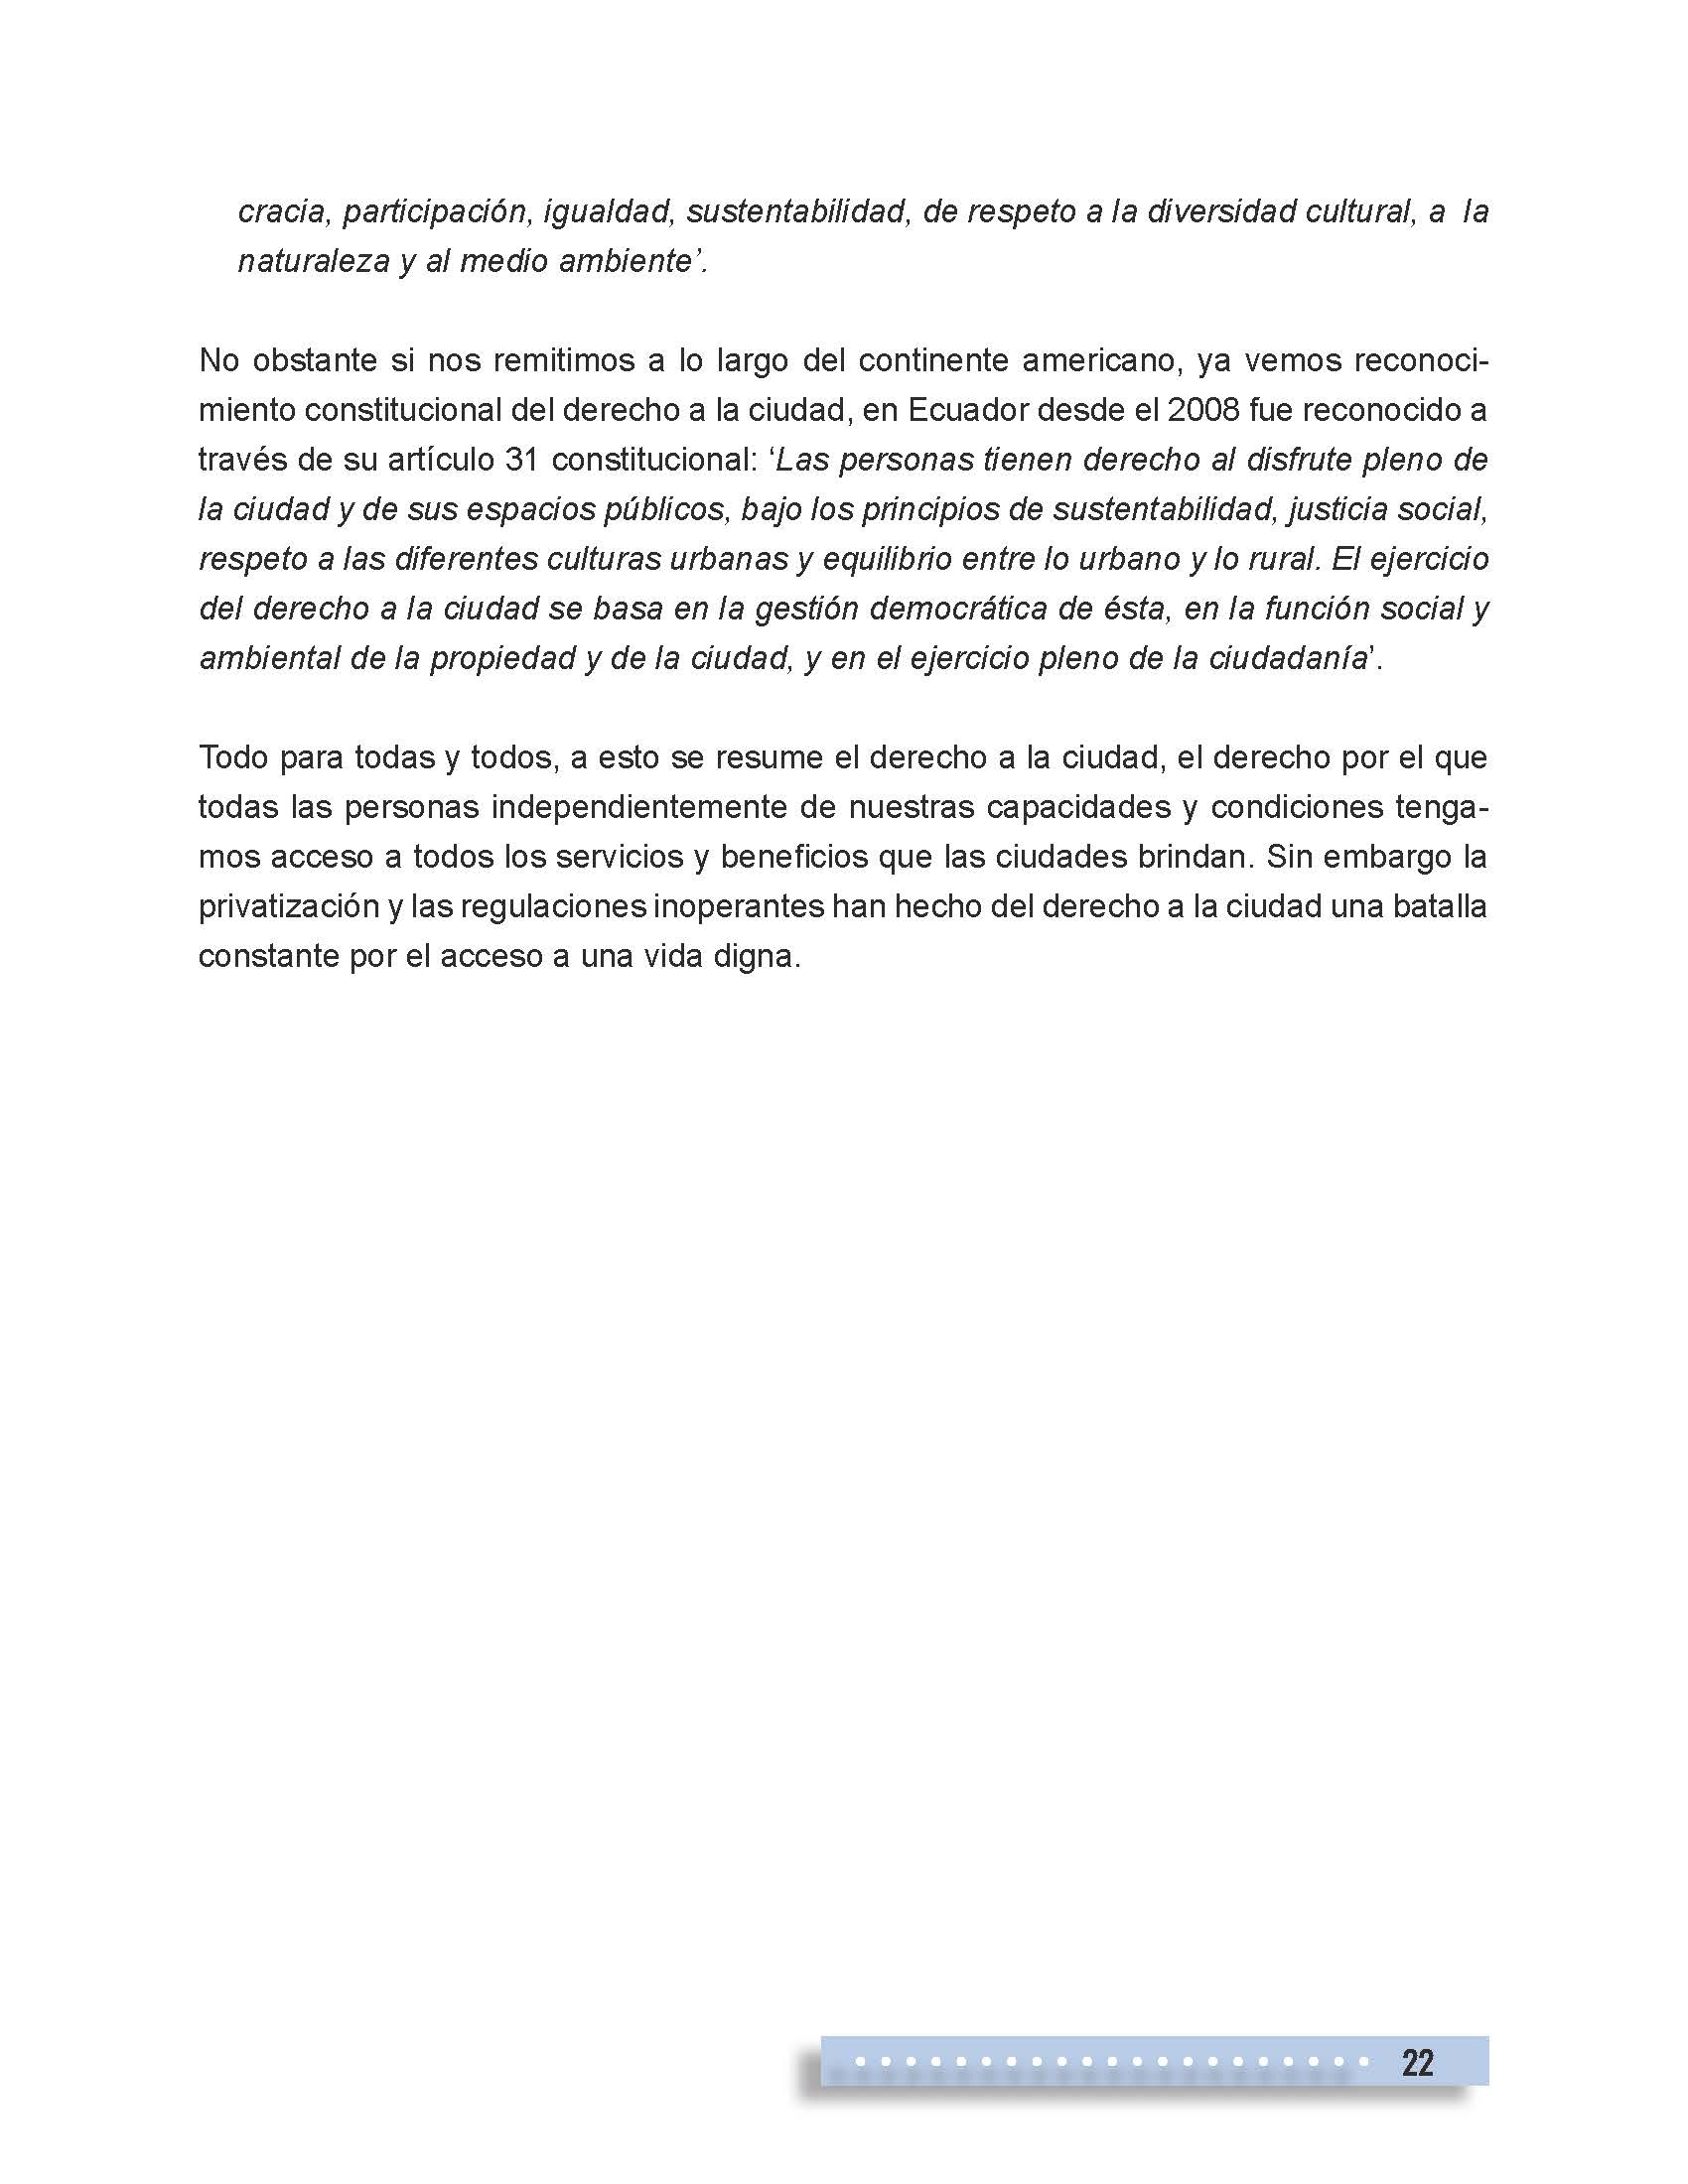 cracia, participación, igualdad, sustentabilidad, de respeto a la diversidad cultural, a la
naturaleza y al medio ambiente’.
No obstante si nos remitimos a lo largo del continente americano, ya vemos reconoci-
miento constitucional del derecho a la ciudad, en Ecuador desde el 2008 fue reconocido a
través de su artículo 31 constitucional: ‘Las personas tienen derecho al disfrute pleno de
la ciudad y de sus espacios públicos, bajo los principios de sustentabilidad, justicia social,
respeto a las diferentes culturas urbanas y equilibrio entre lo urbano y lo rural. El ejercicio
del derecho a la ciudad se basa en la gestión democrática de ésta, en la función social y
ambiental de la propiedad y de la ciudad, y en el ejercicio pleno de la ciudadanía’.
Todo para todas y todos, a esto se resume el derecho a la ciudad, el derecho por el que
todas las personas independientemente de nuestras capacidades y condiciones tenga-
mos acceso a todos los servicios y beneficios que las ciudades brindan. Sin embargo la
privatización y las regulaciones inoperantes han hecho del derecho a la ciudad una batalla
constante por el acceso a una vida digna.
22